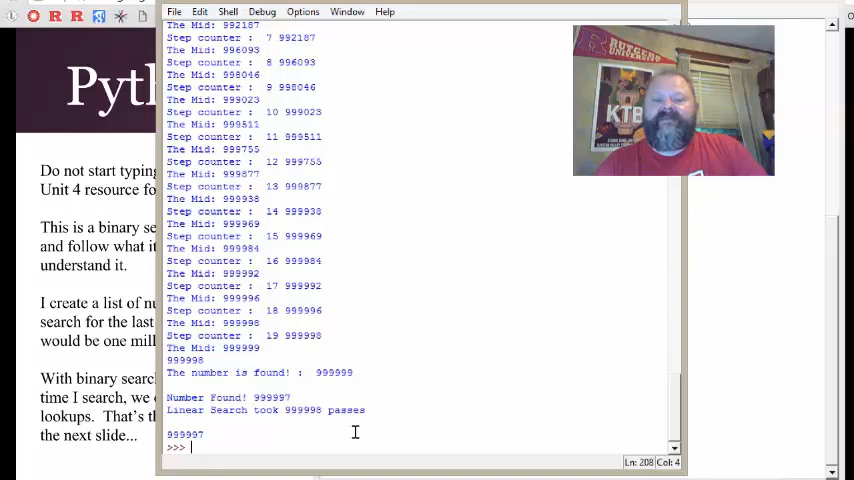 File Edit Shell Debug Options Window Help
The Mid: 992187
Step counter : 7 992187
The Mid: 996093
Step counter : 8 996093
The Mid: 998046
Step counter : 9 998046
The Mid: 999023
Step counter : 10 999023
The Mid: 999511
Step counter : 11 999511
The Mid: 999755
Step counter : 12 999755
The Mid: 999877
Step counter : 13 999877
The Mid: 999938
Step counter : 14 999938
The Mid: 999969
Step counter : 15 999969
The Mid: 999984
Step counter : 16 999984
The Mid: 999992
Step counter : 17 999992
The Mid: 999996
Step counter : 18 999996
The Mid: 999998
Step counter : 19 999998
The Mid: 999999
999998
The number is found! : 999999
Number Found! 999997
Linear Search took 999998 passes
999997
>>>
Ln: 208 Col: 4
Pyth
Do not start typing
Unit 4 resource fo
This is a binary se
and follow what i
understand it.
I create a list of nu
search for the last
would be one mill
With binary searc
time I search, we c
lookups. That's th
the next slide...
RUTGERS
UNIVERSITY
KTB